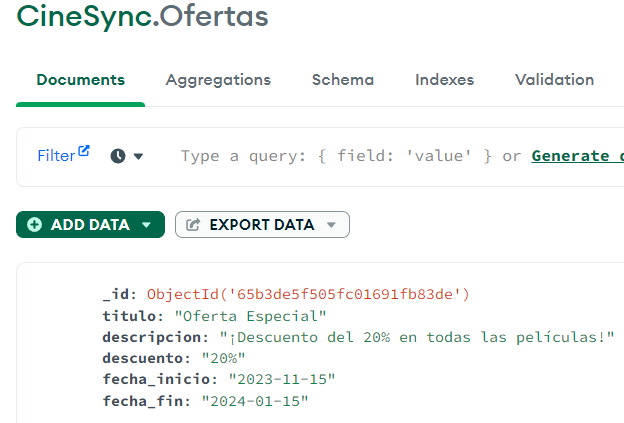 CineSync.Ofertas
Documents Aggregations Schema Indexes Validation
Filter Type a query: { field: 'value' } or Generate
ADD DATA EXPORT DATA
_id: ObjectId('65b3de5f505fc01691fb83de')
titulo: "Oferta Especial"
descripcion: "¡Descuento del 20% en todas las películas!"
descuento: "20%"
fecha_inicio: "2023-11-15"
fecha_fin: "2024-01-15"